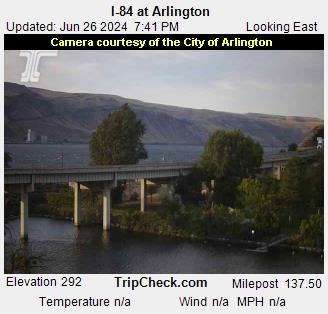 I-84 at Arlington
Updated: Jun 26 2024 7:41 PM Looking East
Camera courtesy of the City of Arlington
Elevation 292 TripCheck.com Milepost 137.50
Temperature n/a Wind n/a MPH n/a